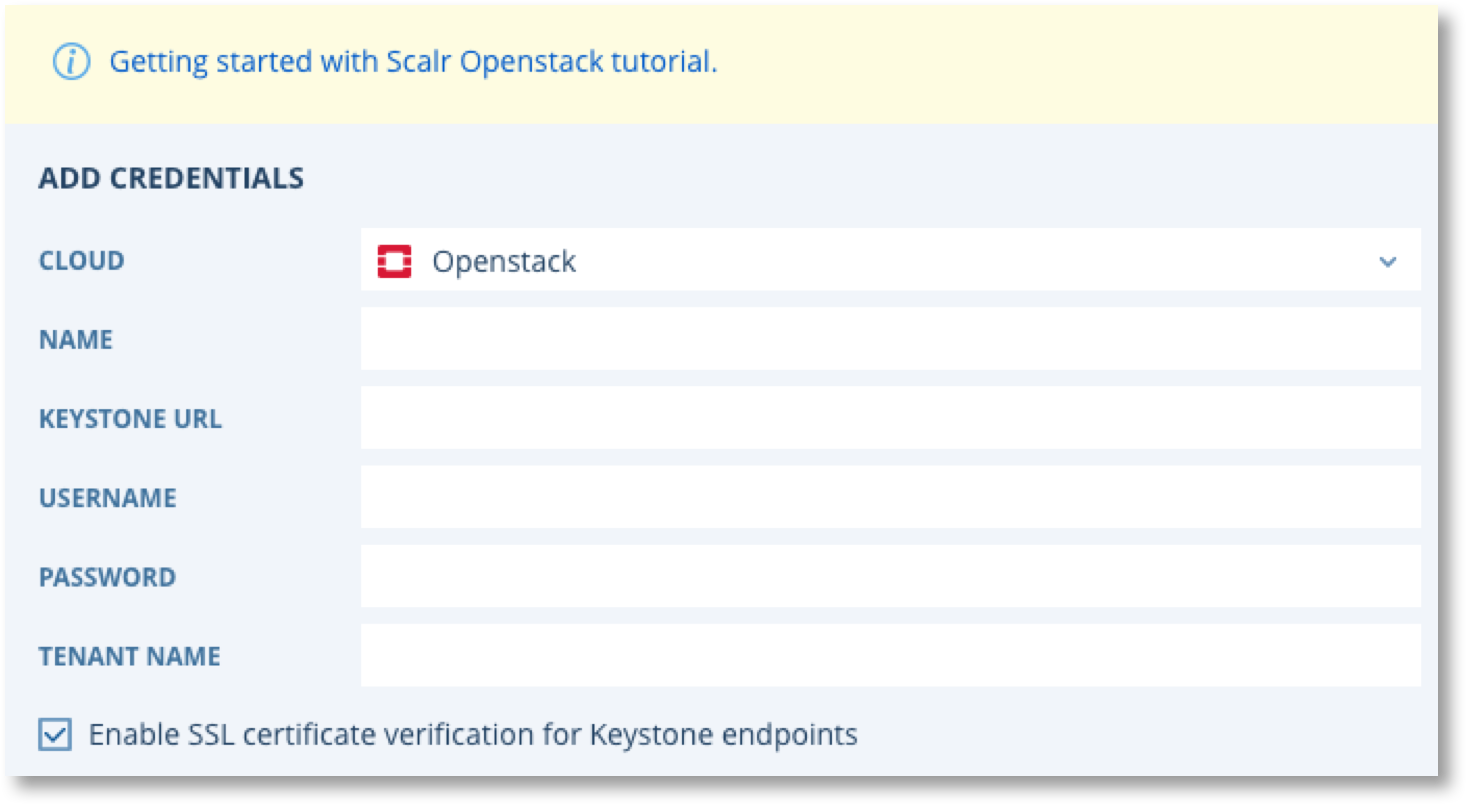 Getting started with Scalr Openstack tutorial.
ADD CREDENTIALS
CLOUD Openstack
NAME
KEYSTONE URL
USERNAME
PASSWORD
TENANT NAME
Enable SSL certificate verification for Keystone endpoints